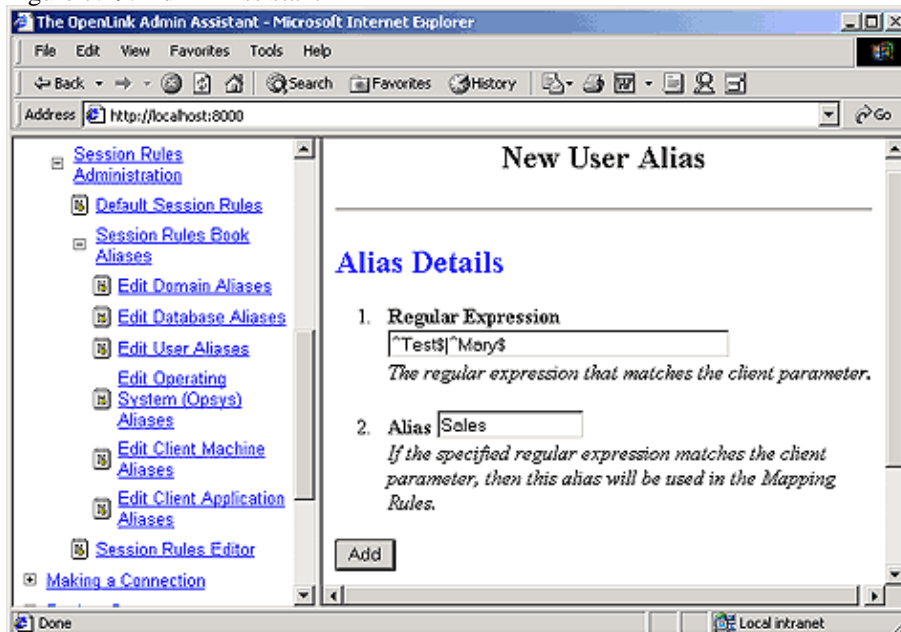 The OpenLink Admin Assistant - Microsoft Internet Explorer
File Edit View Favorites Tools Help
Back Search Favorites History
Address http://localhost:8000 Go
Session Rules
Administration
Default Session Rules
Session Rules Book
Aliases
Edit Domain Aliases
Edit Database Aliases
Edit User Aliases
Edit Operating
System (Opsys)
Aliases
Edit Client Machine
Aliases
Edit Client Application
Aliases
Session Rules Editor
Making a Connection
New User Alias
Alias Details
1. Regular Expression
^Test$|^Mary$
The regular expression that matches the client parameter.
2. Alias Sales
If the specified regular expression matches the client
parameter, then this alias will be used in the Mapping
Rules.
Add
Done
Local intranet